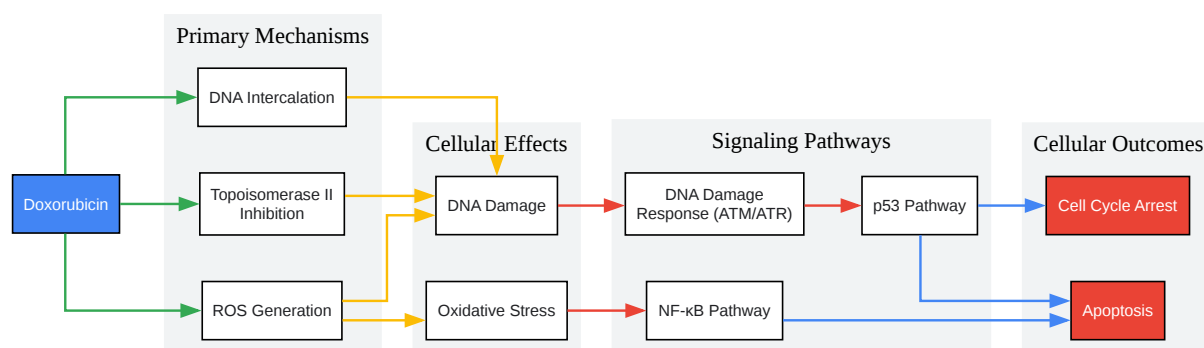 Primary Mechanisms
DNA Intercalation
Cellular Effects
Signaling Pathways
Cellular Outcomes
Doxorubicin
Topoisomerase II
Inhibition
DNA Damage
DNA Damage
Response (ATM/ATR)
p53 Pathway
Cell Cycle Arrest
ROS Generation
Oxidative Stress
NF-κB Pathway
Apoptosis